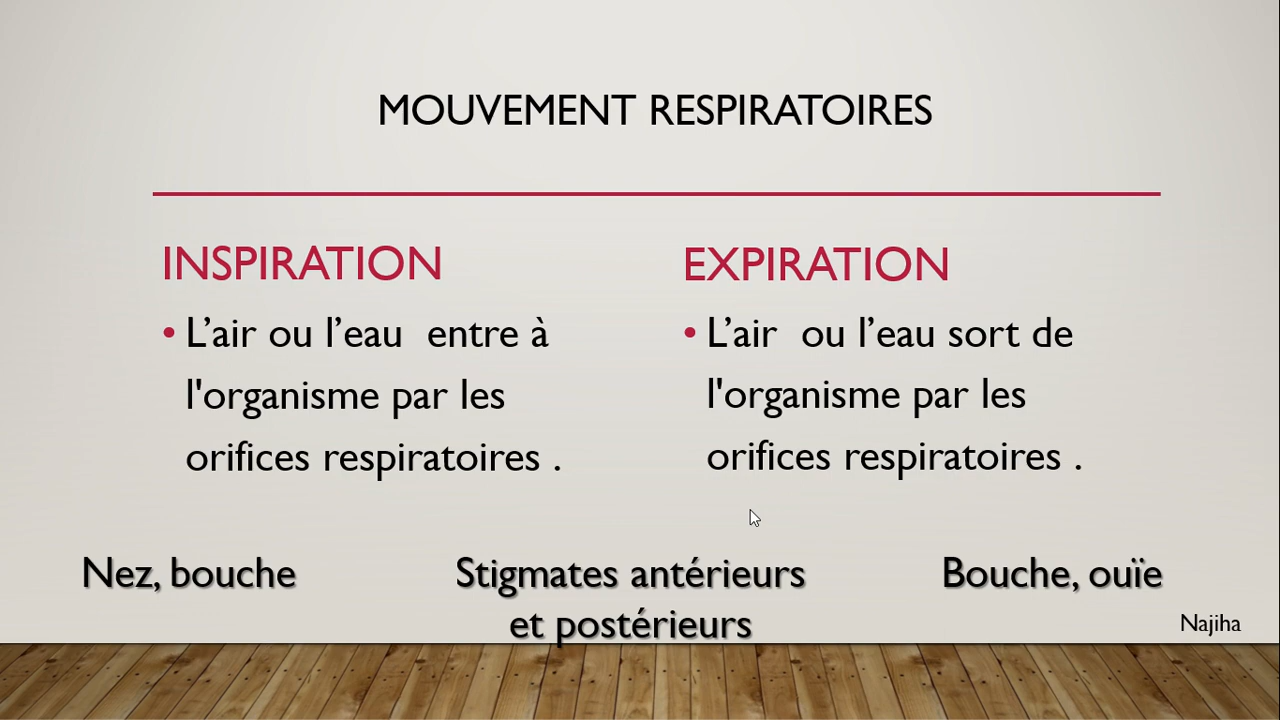 MOUVEMENT RESPIRATOIRES
INSPIRATION
• L’air ou l’eau  entre à
l'organisme par les
orifices respiratoires .
EXPIRATION
• L’air  ou l’eau sort de
l'organisme par les
orifices respiratoires .
Nez, bouche
Stigmates antérieurs
et postérieurs
Bouche, ouïe
Najiha